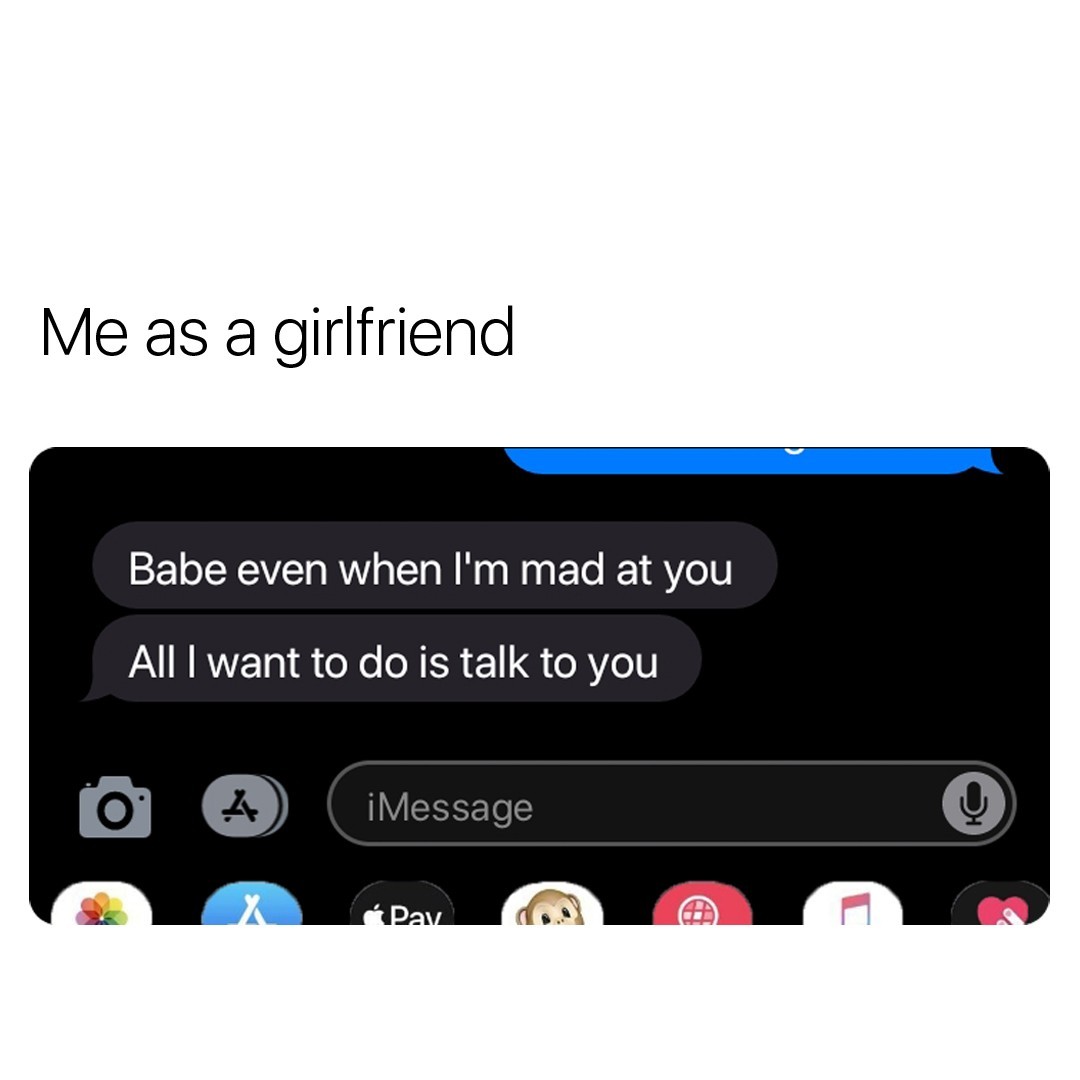 Me as a girlfriend
Babe even when I'm mad at you
All I want to do is talk to you
iMessage
Pay